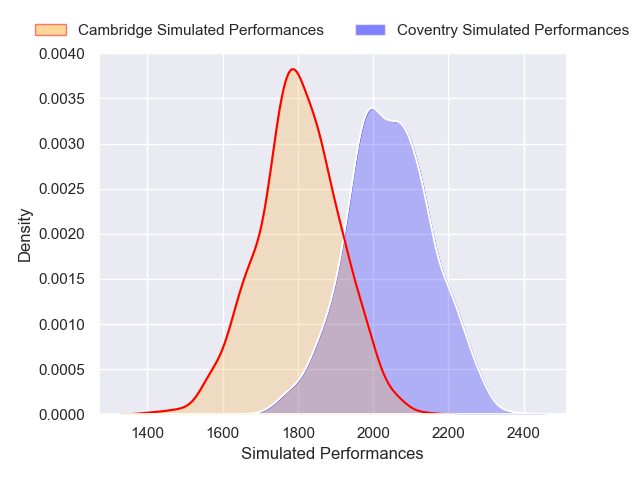 Cambridge Simulated Performances
Coventry Simulated Performances
0.0040
0.0035
0.0030
0.0025
0.0020
0.0015
0.0010
0.0005
0.0000
Density
1400 1600 1800 2000 2200 2400
Simulated Performances